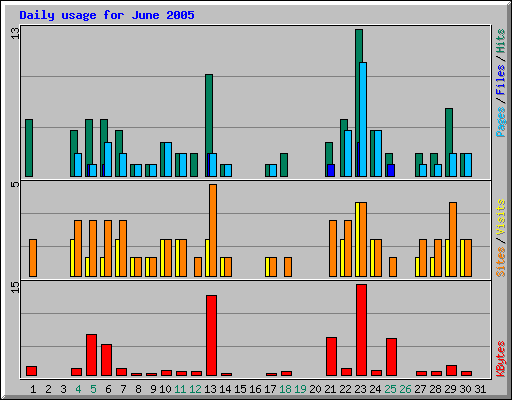 Daily usage for June 2005
13
Pages / Files / Hits
5
Sites / Visits
15
KBytes
1 2 3 4 5 6 7 8 9 10 11 12 13 14 15 16 17 18 19 20 21 22 23 24 25 26 27 28 29 30 31